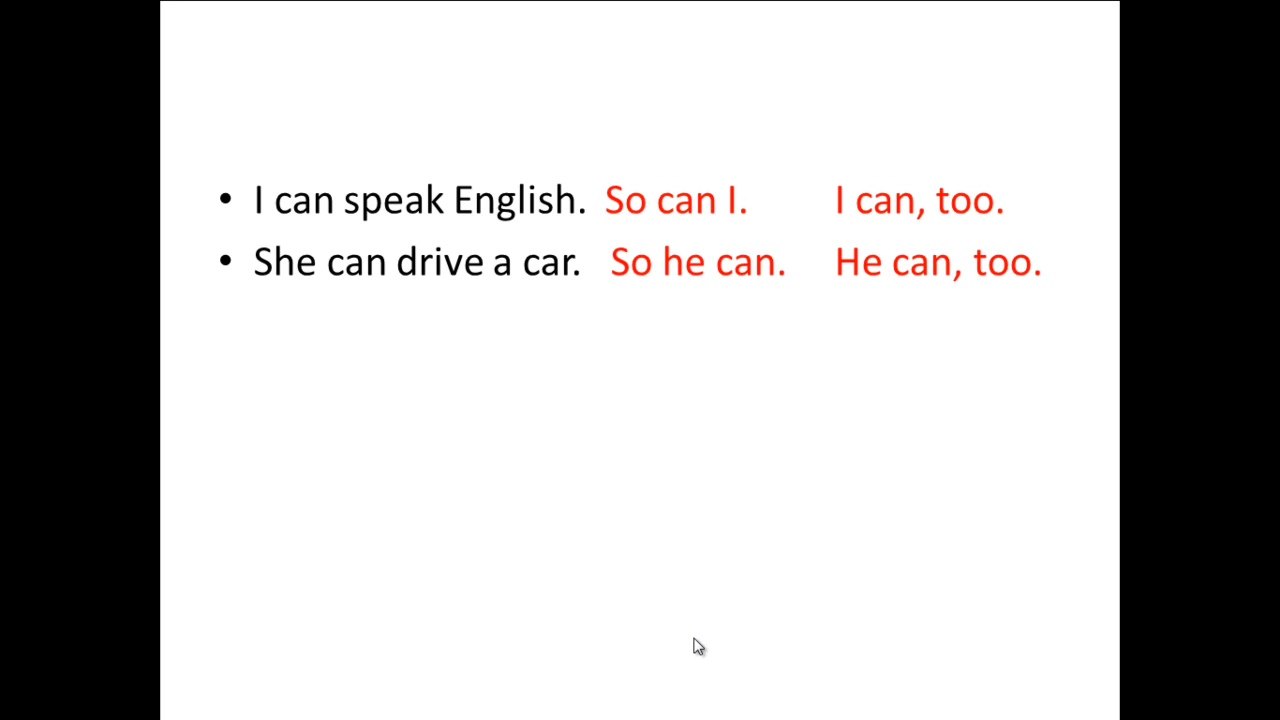 • I can speak English. So can I. I can, too.
• She can drive a car. So he can. He can, too.